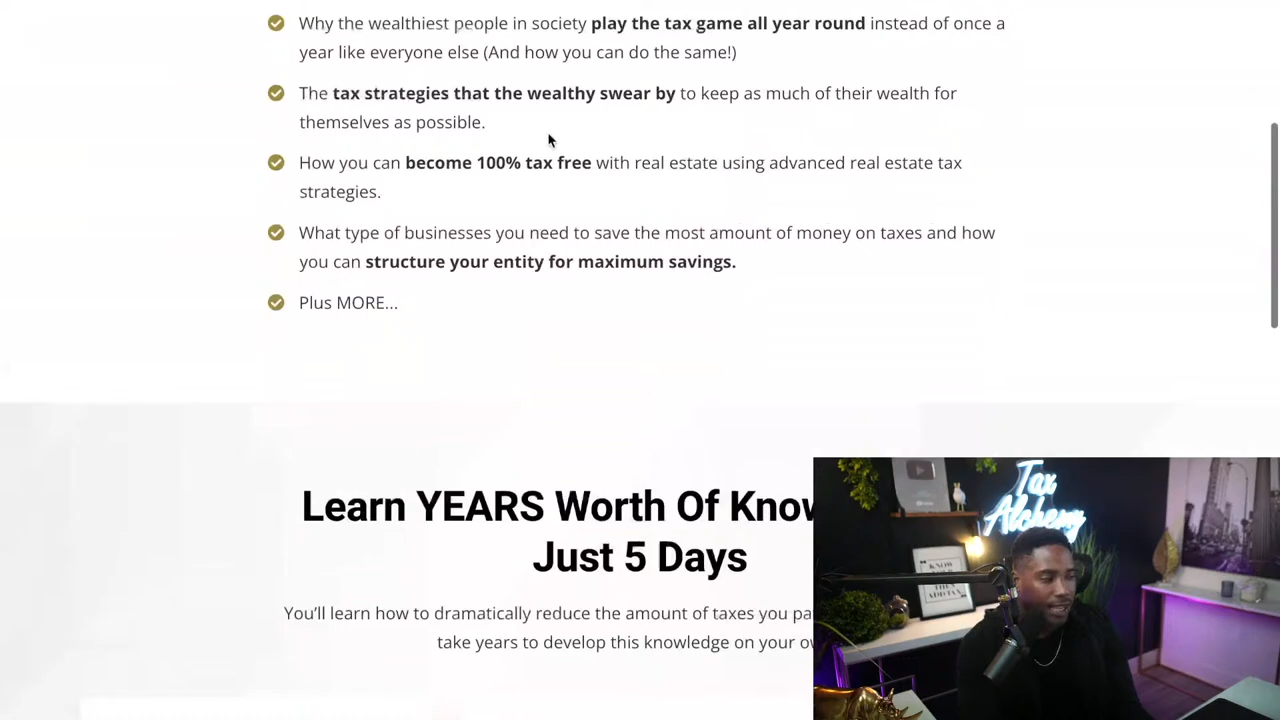 Why the wealthiest people in society play the tax game all year round instead of once a
year like everyone else (And how you can do the same!)
The tax strategies that the wealthy swear by to keep as much of their wealth for
themselves as possible.
How you can become 100% tax free with real estate using advanced real estate tax
strategies.
What type of businesses you need to save the most amount of money on taxes and how
you can structure your entity for maximum savings.
Plus MORE...
Learn YEARS Worth Of Know
Just 5 Days
You'll learn how to dramatically reduce the amount of taxes you pa
take years to develop this knowledge on your o
Tax
Alchemy
KNOW
THEN
ADD TAX